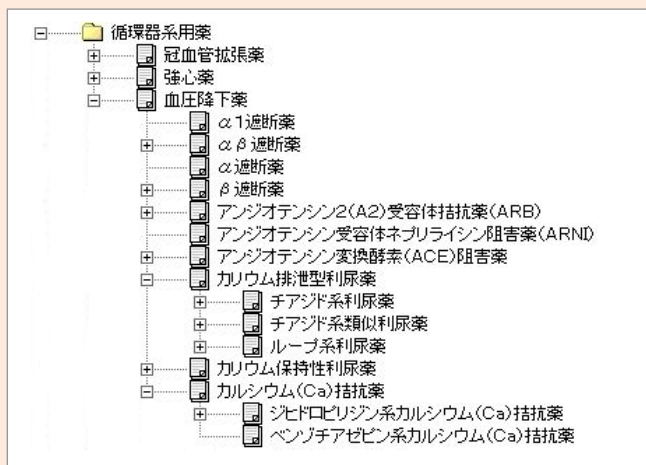 循環器系用薬
冠血管拡張薬
強心薬
血圧降下薬
α1遮断薬
αβ遮断薬
α遮断薬
β遮断薬
アンジオテンシン2(A2)受容体拮抗薬(ARB)
アンジオテンシン受容体ネプリライシン阻害薬(ARNI)
アンジオテンシン変換酵素(ACE)阻害薬
カリウム排泄型利尿薬
チアジド系利尿薬
チアジド系類似利尿薬
ループ系利尿薬
カリウム保持性利尿薬
カルシウム(Ca)拮抗薬
ジヒドロピリジン系カルシウム(Ca)拮抗薬
ベンゾチアゼピン系カルシウム(Ca)拮抗薬